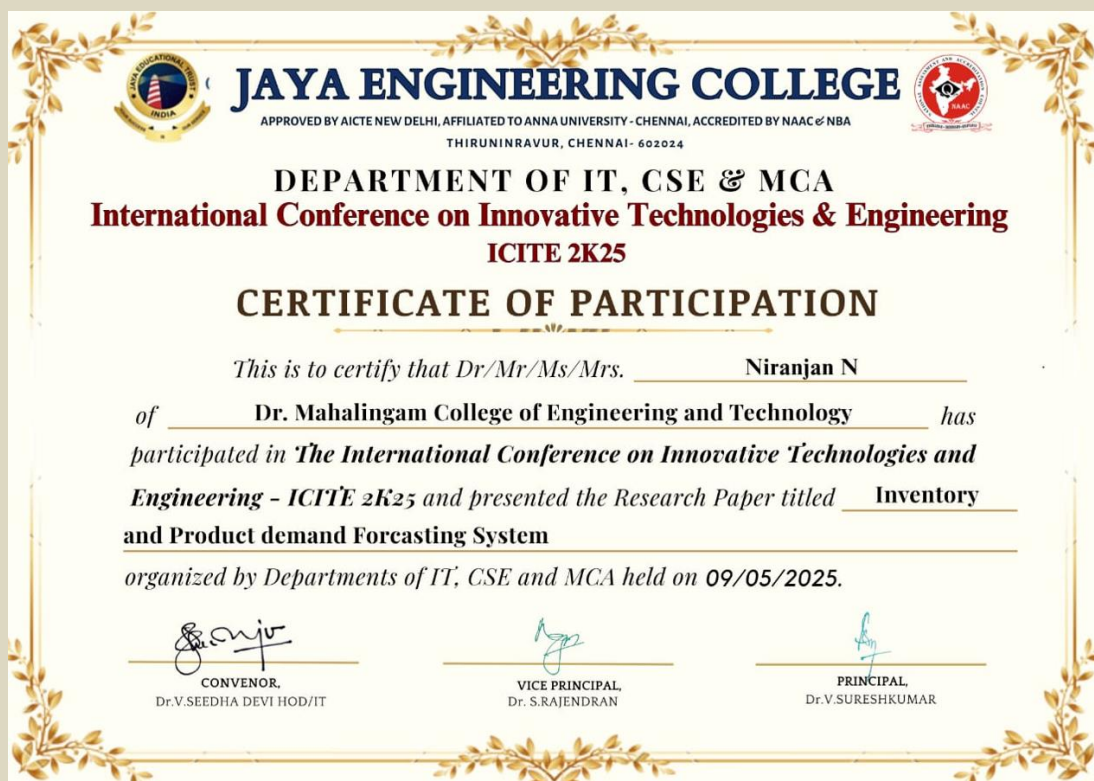 JAYA EDUCATIONAL TRUST
INDIA
NAAC
JAYA ENGINEERING COLLEGE
APPROVED BY AICTE NEW DELHI, AFFILIATED TO ANNA UNIVERSITY - CHENNAI, ACCREDITED BY NAAC & NBA
THIRUNINRAVUR, CHENNAI- 602024
DEPARTMENT OF IT, CSE & MCA
International Conference on Innovative Technologies & Engineering
ICITE 2K25
CERTIFICATE OF PARTICIPATION
This is to certify that Dr/Mr/Ms/Mrs. Niranjan N
of Dr. Mahalingam College of Engineering and Technology has
participated in The International Conference on Innovative Technologies and
Engineering - ICITE 2K25 and presented the Research Paper titled Inventory
and Product demand Forcasting System
organized by Departments of IT, CSE and MCA held on 09/05/2025.
CONVENOR,
Dr.V.SEEDHA DEVI HOD/IT
VICE PRINCIPAL,
Dr. S.RAJENDRAN
PRINCIPAL,
Dr.V.SURESHKUMAR